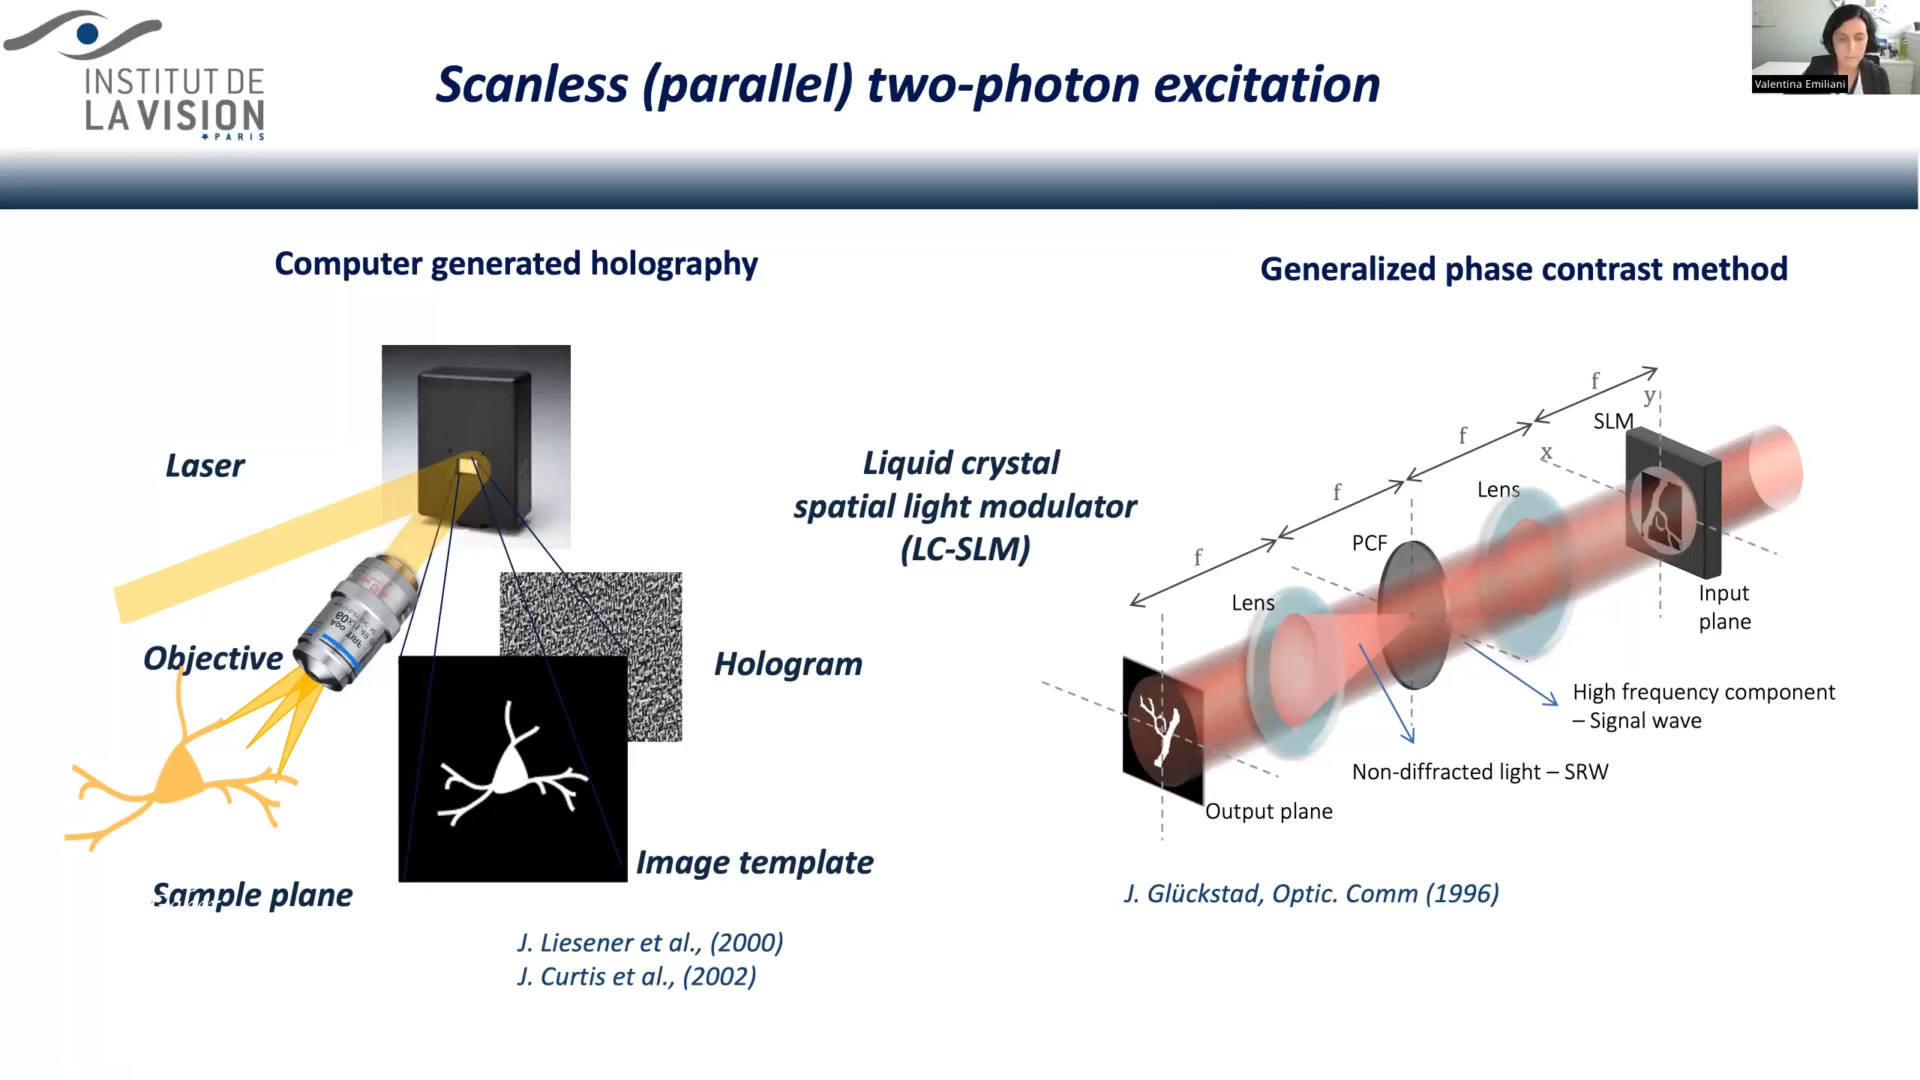 INSTITUT DE
LA VISION
PARIS
Scanless (parallel) two-photon excitation
Valentina Emiliani
Computer generated holography
Laser
Objective
Sample plane
Liquid crystal
spatial light modulator
(LC-SLM)
Hologram
Image template
J. Liesener et al., (2000)
J. Curtis et al., (2002)
Generalized phase contrast method
f
f
f
f
y
x
SLM
Lens
PCF
Lens
Input
plane
High frequency component
– Signal wave
Non-diffracted light – SRW
Output plane
J. Glückstad, Optic. Comm (1996)